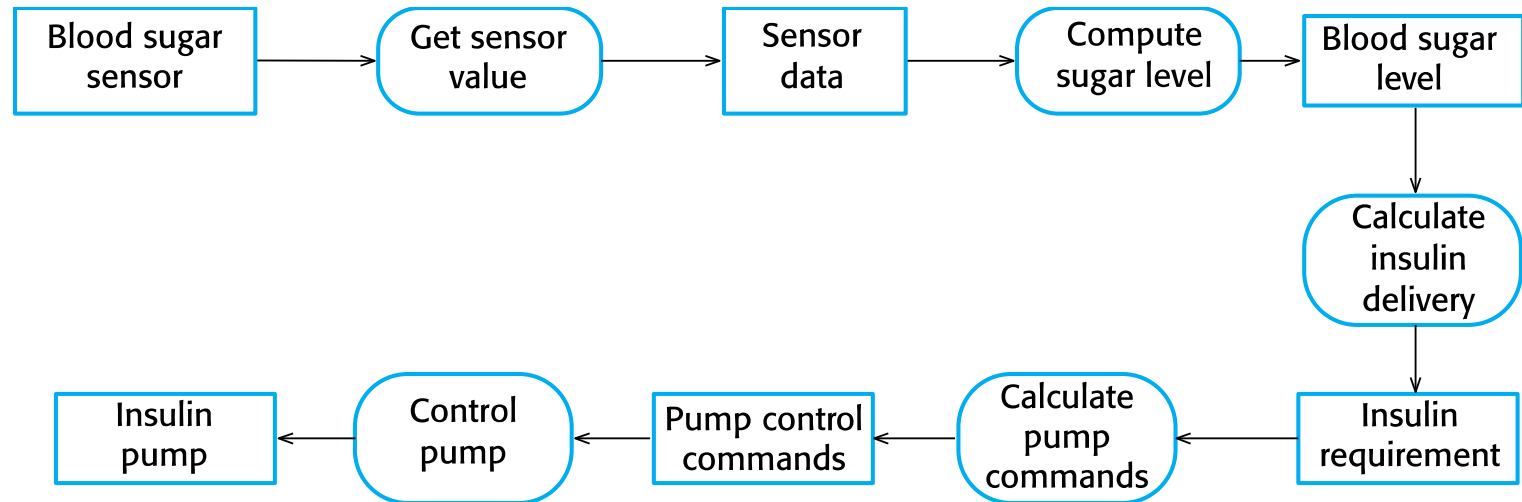 Blood sugar
sensor
Get sensor
value
Sensor
data
Compute
sugar level
Blood sugar
level
Calculate
insulin
delivery
Insulin
requirement
Calculate
pump
commands
Pump control
commands
Control
pump
Insulin
pump